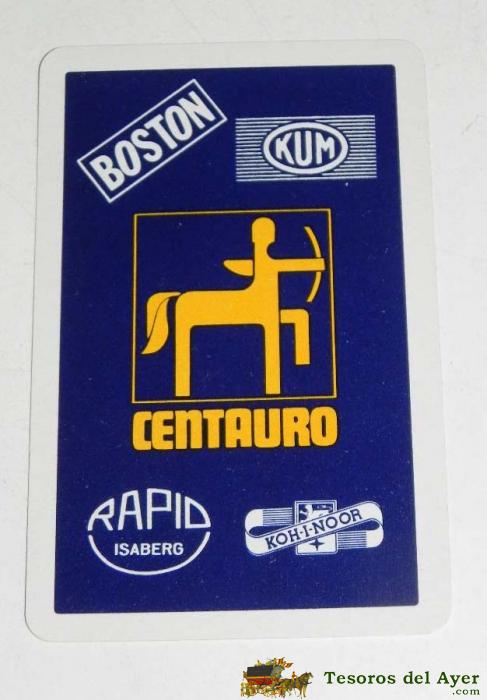 BOSTON
KUM
CENTAURO
RAPID
ISABERG
KOH-I-NOOR
Tesoros del Ayer
.com